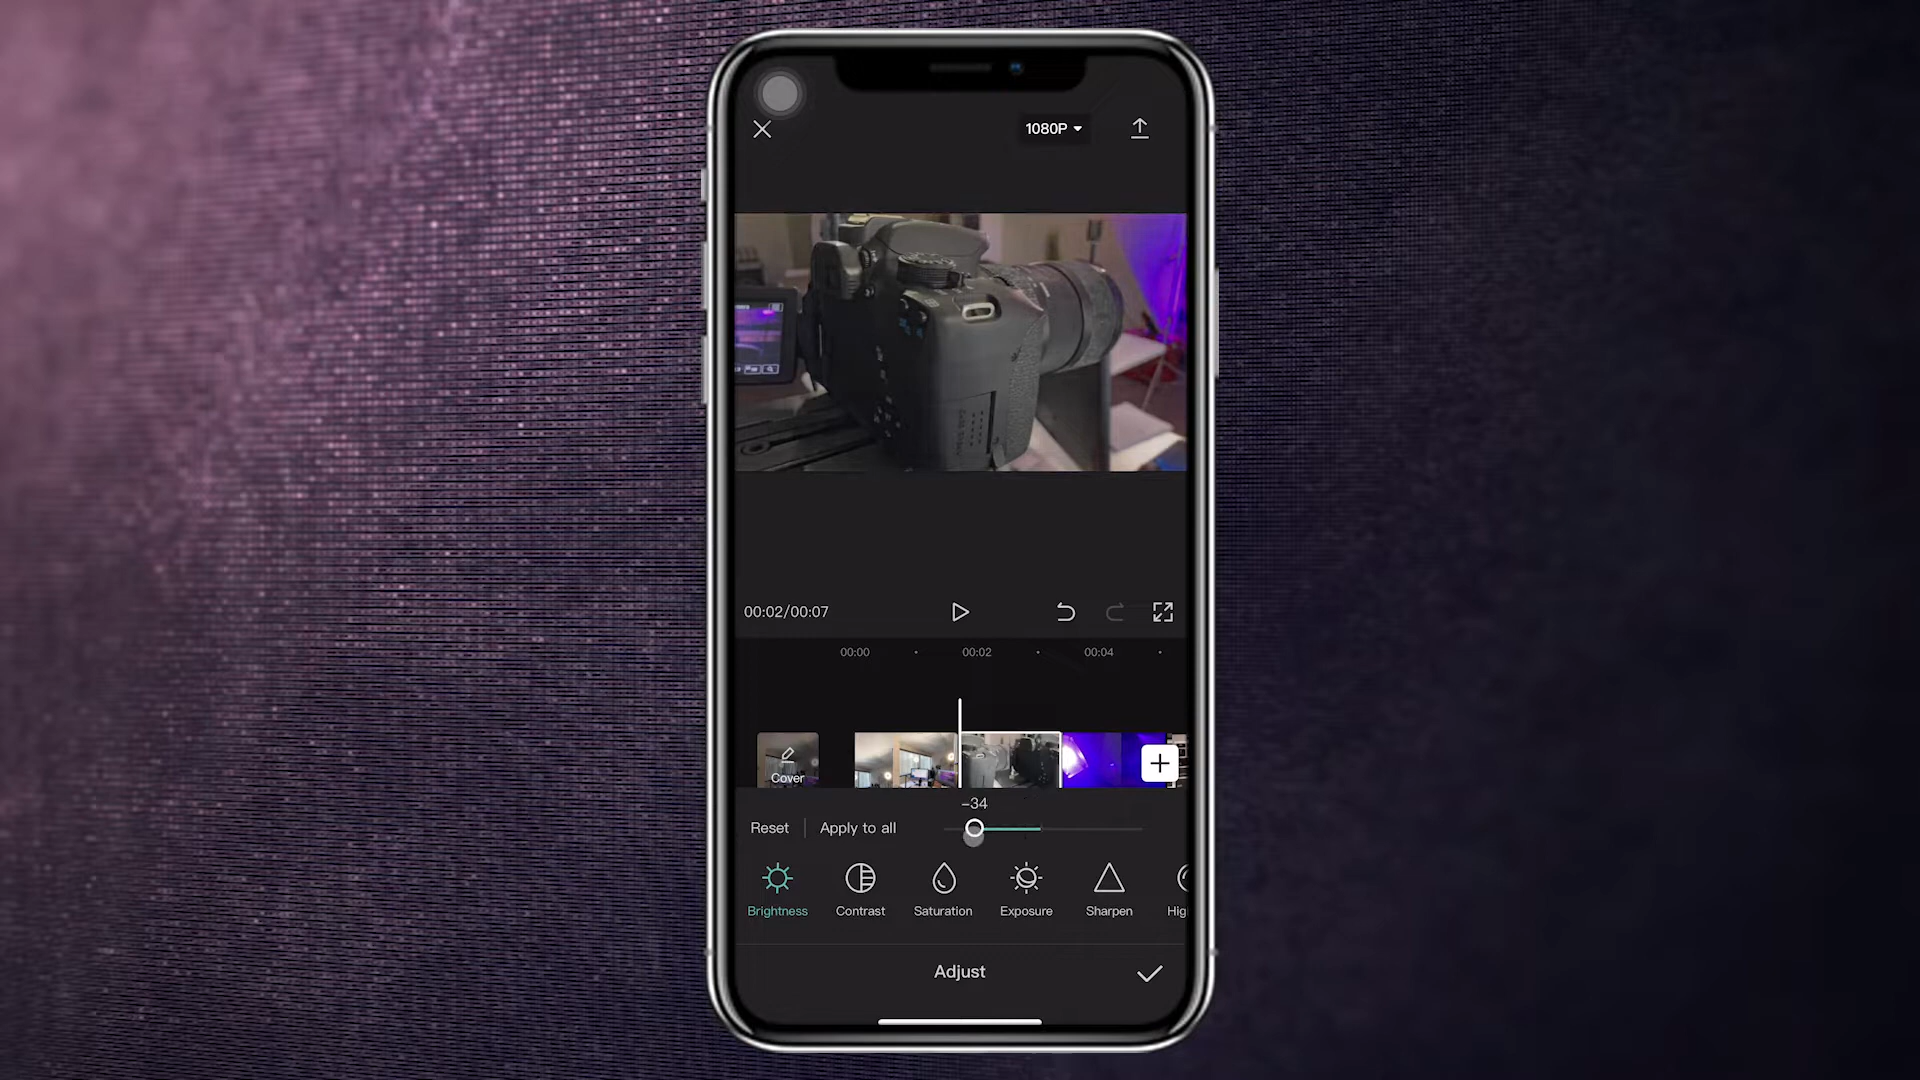 1080P
00:02/00:07
00:00 00:02 00:04
Cover
-34
Reset Apply to all
Brightness Contrast Saturation Exposure Sharpen Hig
Adjust